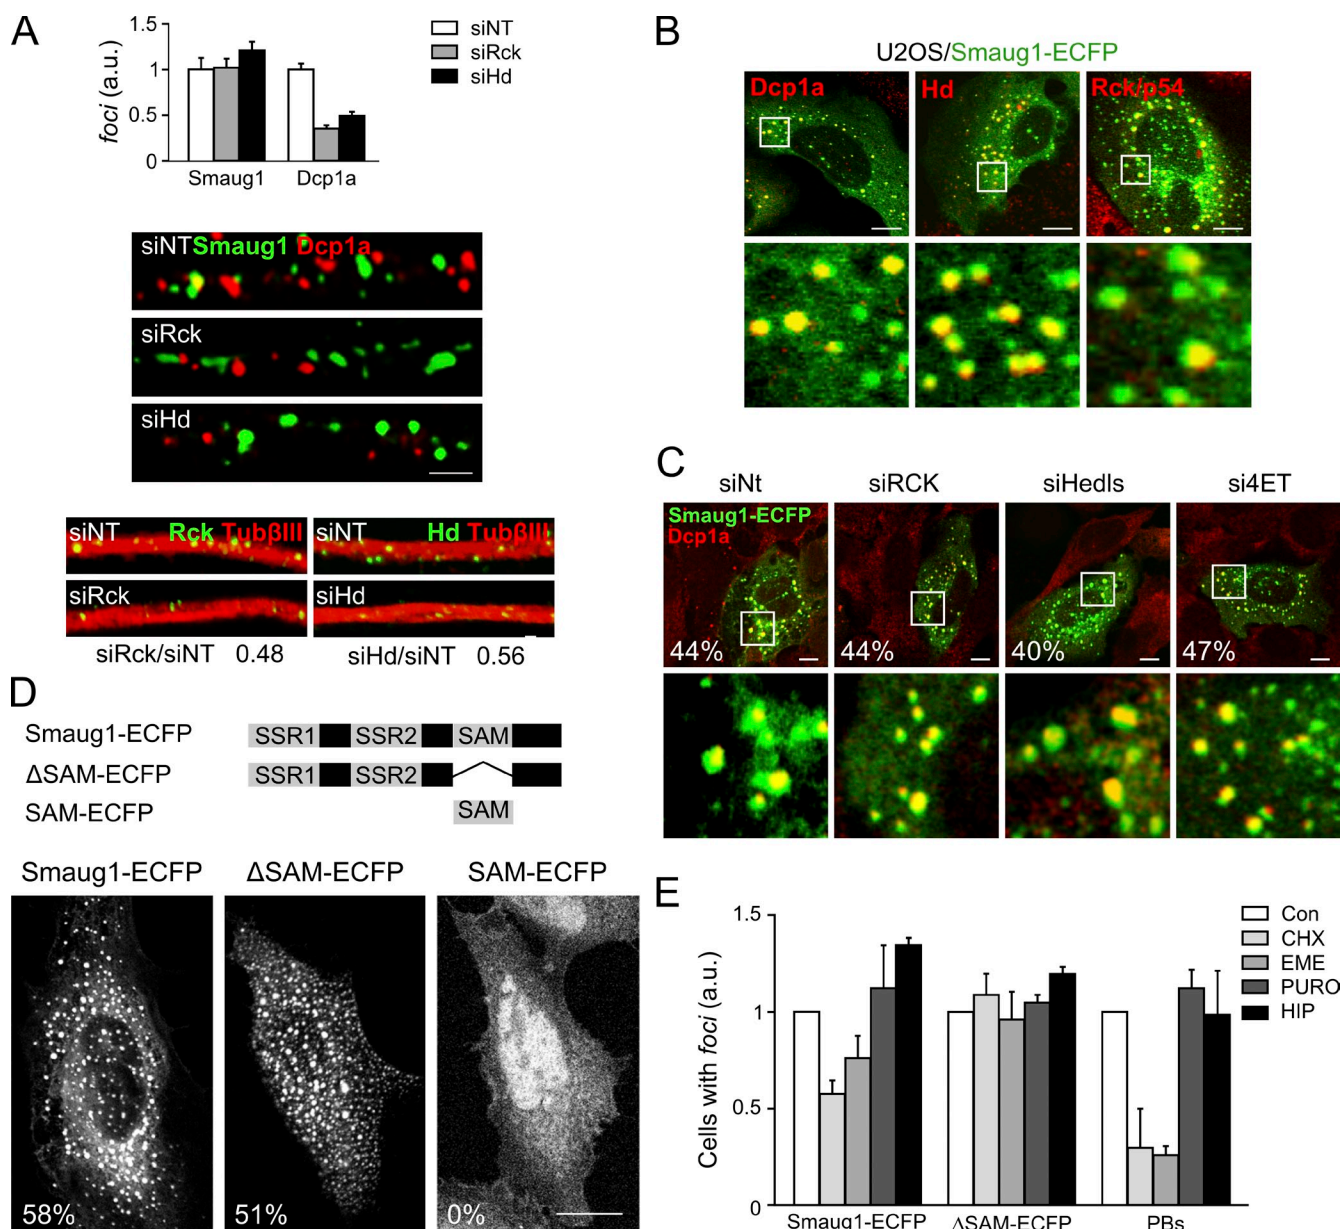 A
1.5
1
0.5
0
foci (a.u.)
siNT
siRck
siHd
Smaug1 Dcp1a
siNT Smaug1 Dcp1a
siRck
siHd
siNT Rck TubβIII
siNT Hd TubβIII
siRck
siHd
siRck/siNT 0.48
siHd/siNT 0.56
B
U2OS/Smaug1-ECFP
Dcp1a
Hd
Rck/p54
C
siNt
siRCK
siHedls
si4ET
Smaug1-ECFP
Dcp1a
44%
44%
40%
47%
D
Smaug1-ECFP
SSR1 SSR2 SAM
ΔSAM-ECFP
SSR1 SSR2
SAM-ECFP
SAM
Smaug1-ECFP
ΔSAM-ECFP
SAM-ECFP
58%
51%
0%
E
1.5
1
0.5
0
Cells with foci (a.u.)
Con
CHX
EME
PURO
HIP
Smaug1-ECFP
ΔSAM-ECFP
PBs